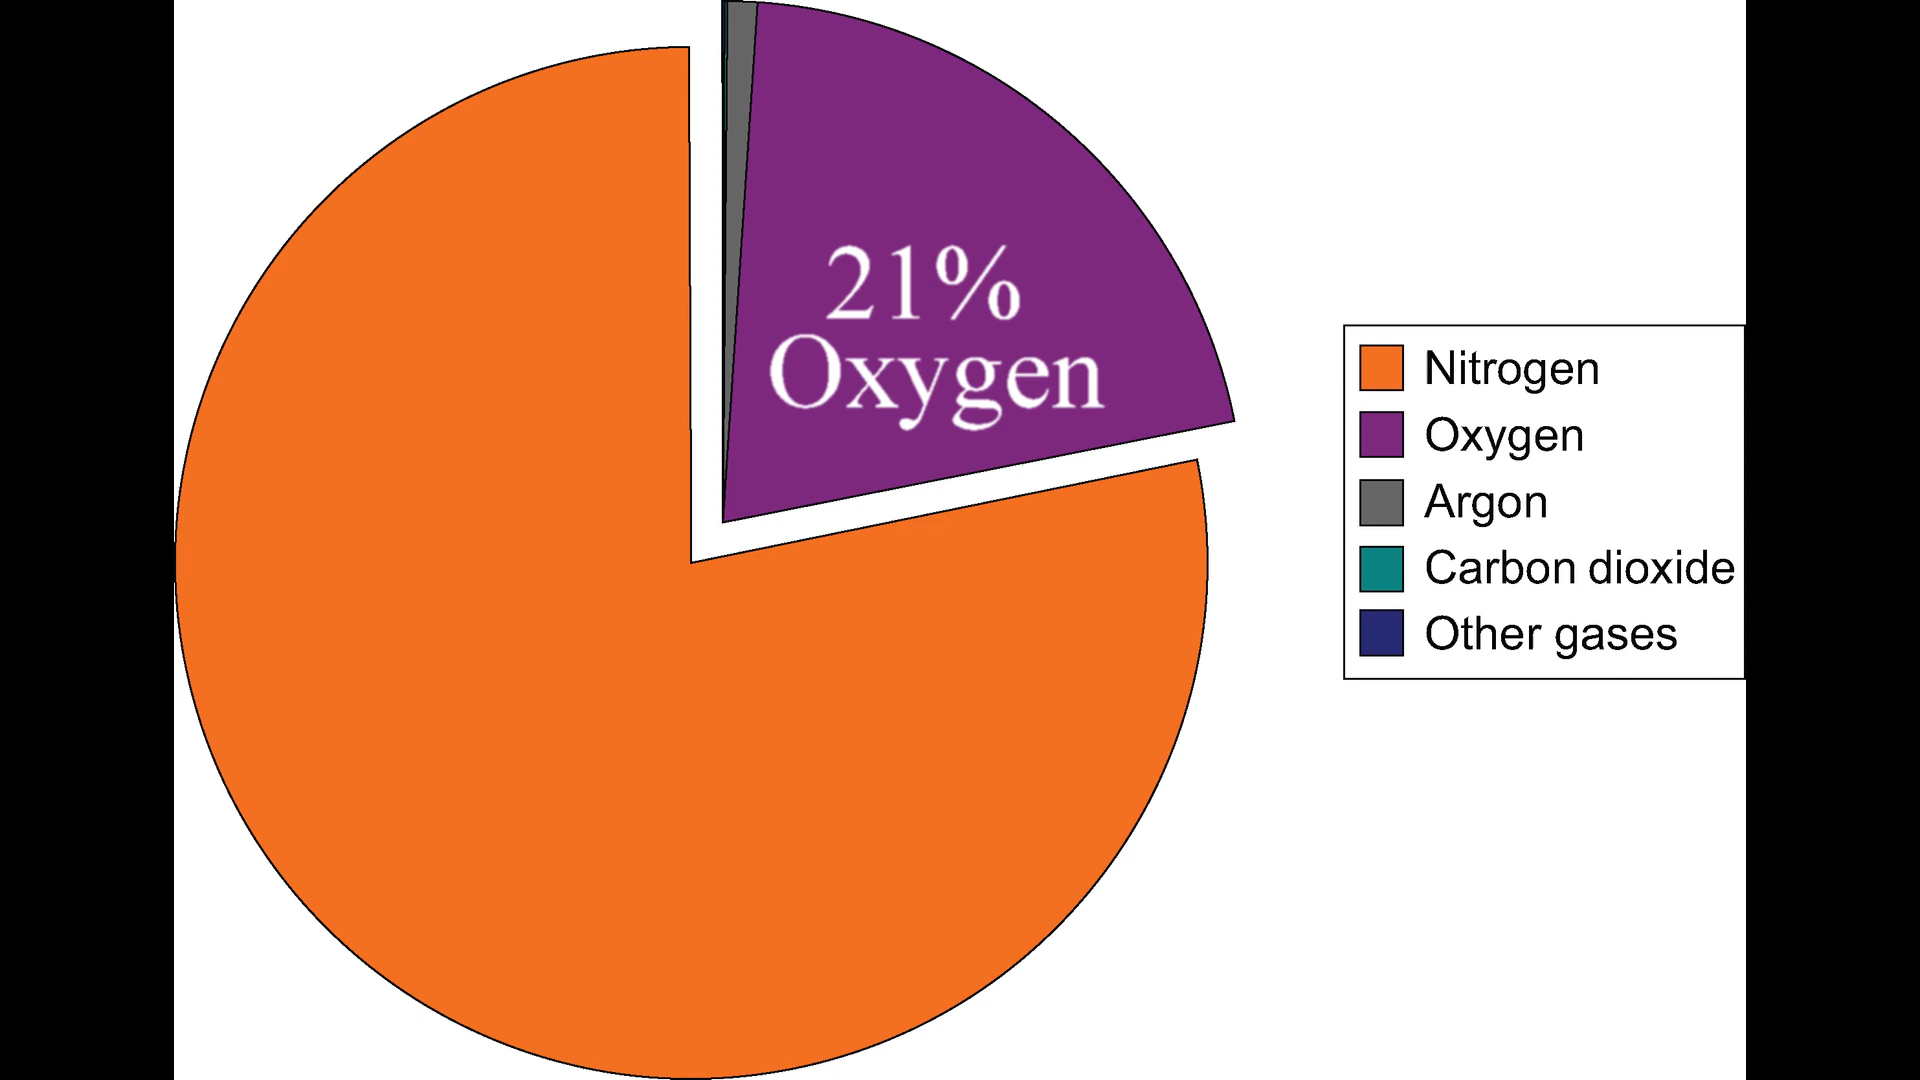 21%
Oxygen
Nitrogen
Oxygen
Argon
Carbon dioxide
Other gases